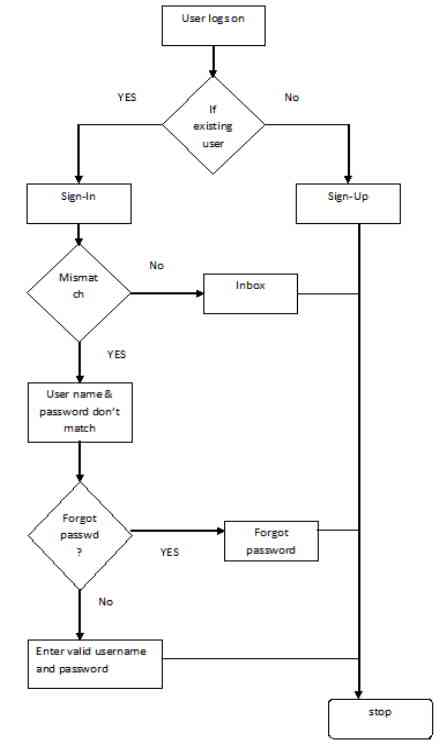 User logs on
YES
No
If
existing
user
Sign-In
Sign-Up
Mismat
ch
No
Inbox
YES
User name &
password don't
match
Forgot
passwd
?
YES
Forgot
password
No
Enter valid username
and password
stop